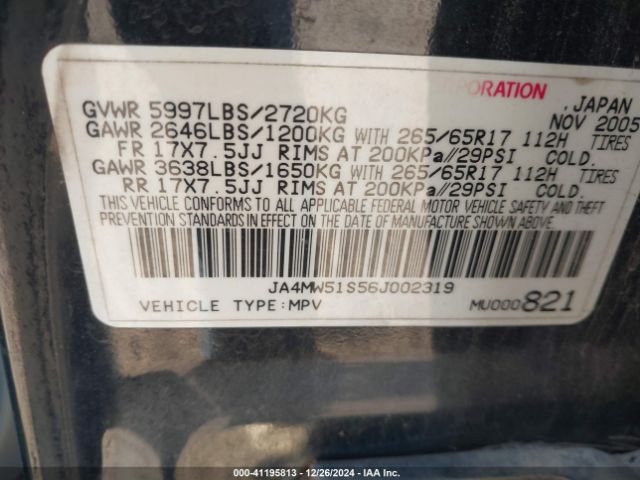 RPORATION
, JAPAN
GVWR 5997LBS/2720KG NOV 2005
GAWR 2646LBS/1200KG WITH 265/65R17 112H TIRES
FR 17X7.5JJ RIMS AT 200KPa//29PSI COLD.
GAWR 3638LBS/1650KG WITH 265/65R17 112H TIRES
RR 17X7.5JJ RIMS AT 200KPa//29PSI COLD.
THIS VEHICLE CONFORMS TO ALL APPLICABLE FEDERAL MOTOR VEHICLE SAFETY AND THEFT
PREVENTION STANDARDS IN EFFECT ON THE DATE OF MANUFACTURE SHOWN ABOVE.
JA4MW51S56J002319
VEHICLE TYPE:MPV MU000821
000-41195813 - 12/26/2024 - IAA Inc.